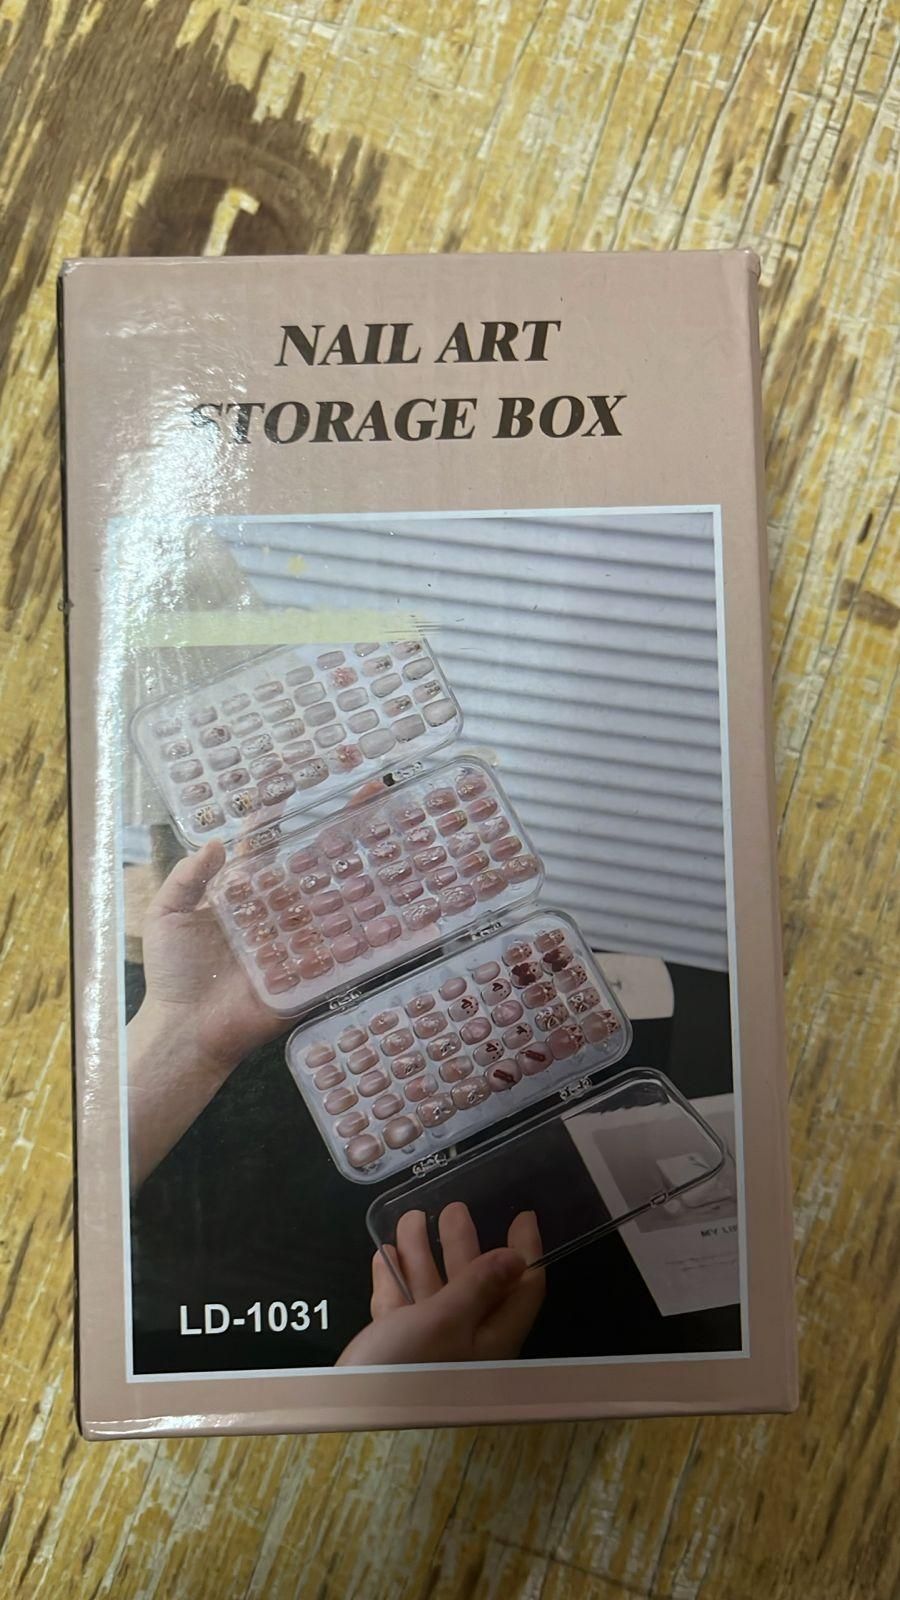 NAIL ART
STORAGE BOX
LD-1031